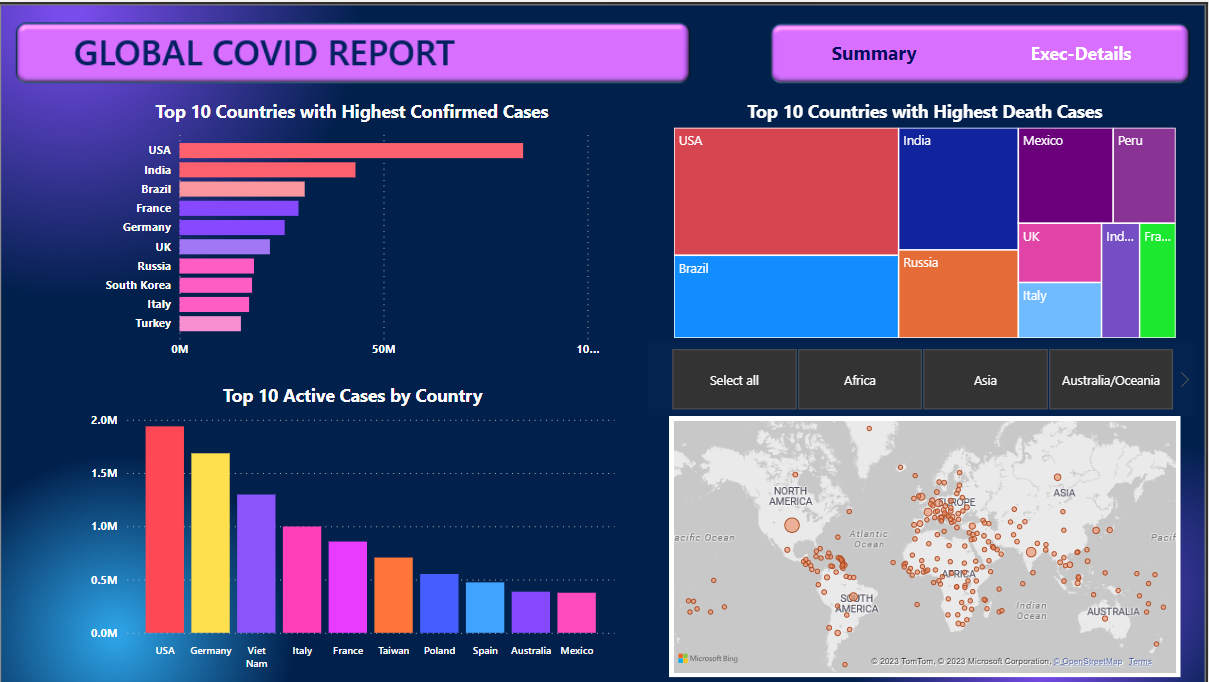 GLOBAL COVID REPORT
Summary
Exec-Details
Top 10 Countries with Highest Confirmed Cases
USA
India
Brazil
France
Germany
UK
Russia
South Korea
Italy
Turkey
0M
50M
10...
Top 10 Countries with Highest Death Cases
USA
India
Mexico
Peru
Brazil
Russia
UK
Ind...
Fra...
Italy
Select all
Africa
Asia
Australia/Oceania
Top 10 Active Cases by Country
2.0M
1.5M
1.0M
0.5M
0.0M
USA
Germany
Viet
Nam
Italy
France
Taiwan
Poland
Spain
Australia
Mexico
NORTH
AMERICA
EUROPE
ASIA
acific Ocean
Atlantic
Ocean
Pacif
AFRICA
SOUTH
AMERICA
Indian
Ocean
AUSTRALIA
Microsoft Bing
© 2023 TomTom, © 2023 Microsoft Corporation, © OpenStreetMap Terms